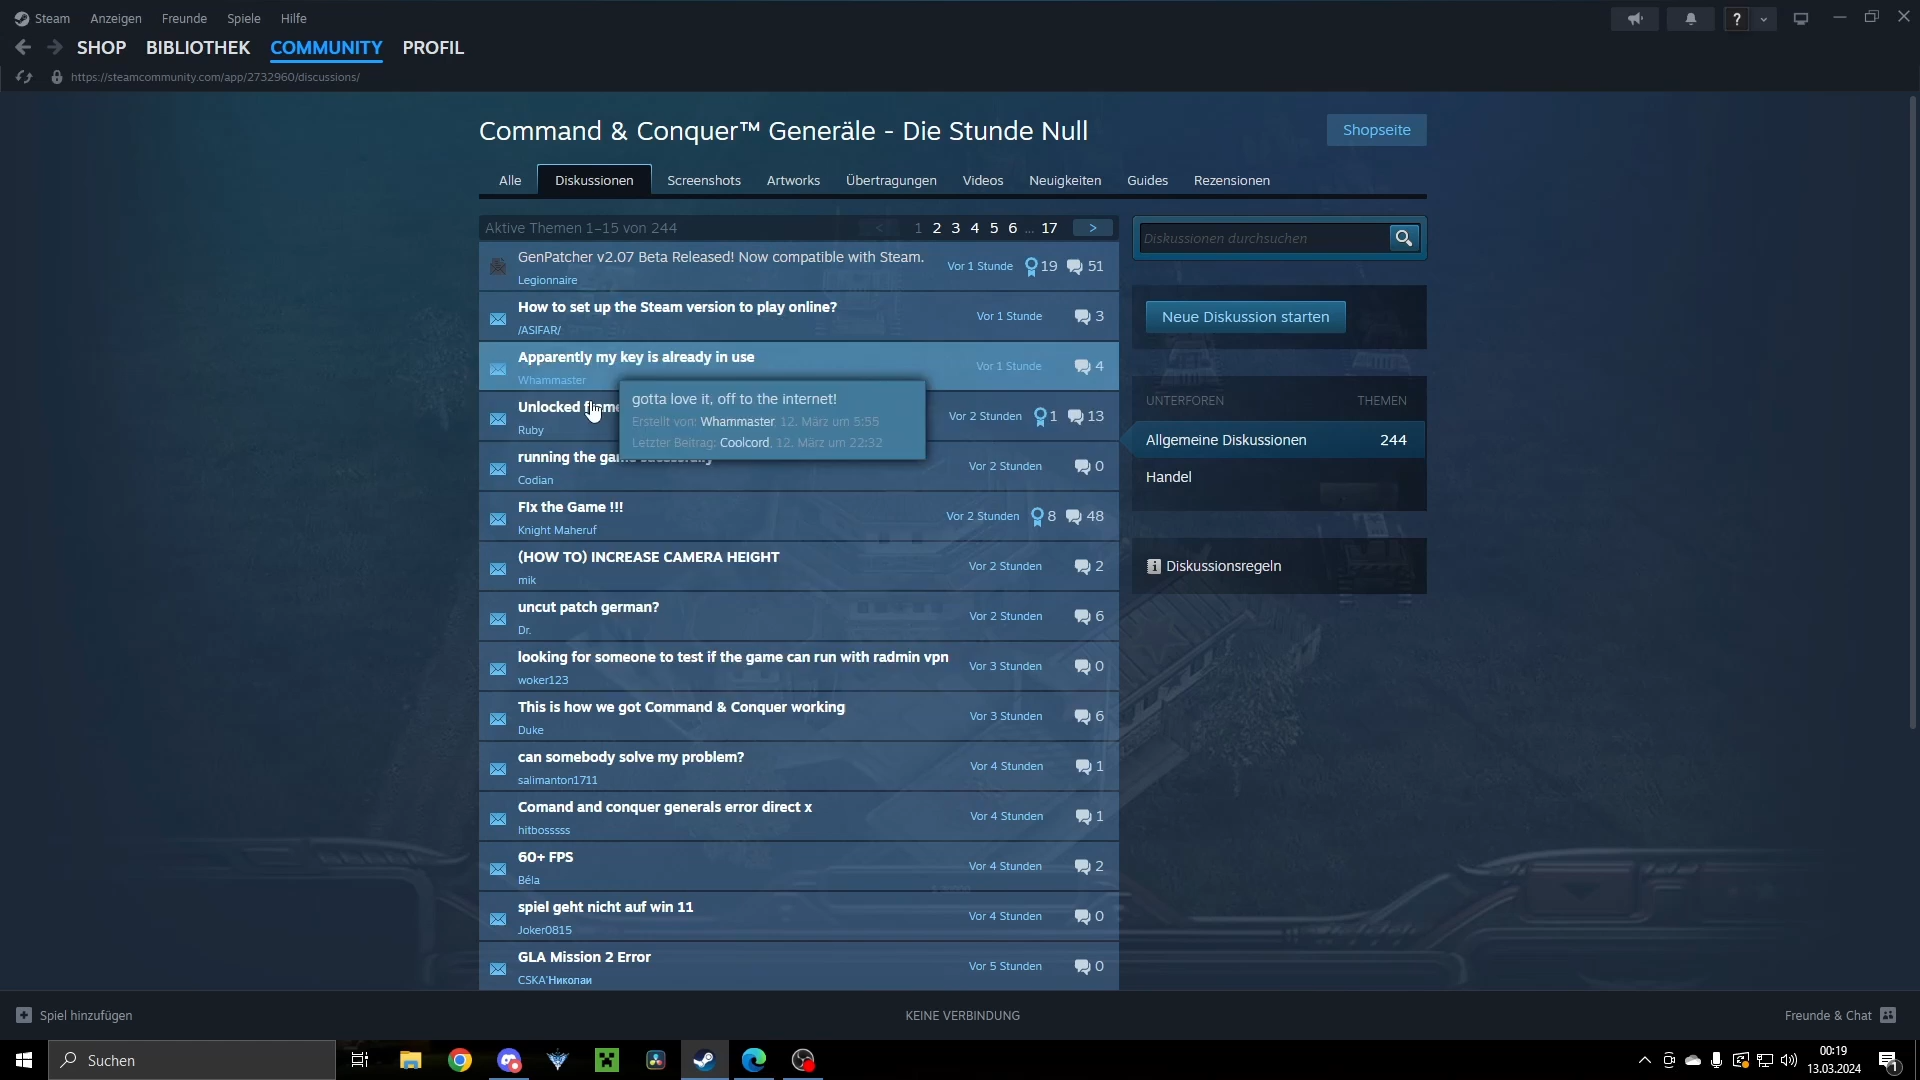 Steam Anzeigen Freunde Spiele Hilfe
SHOP BIBLIOTHEK COMMUNITY PROFIL
https://steamcommunity.com/app/2732960/discussions/
Command & Conquer™ Generäle - Die Stunde Null
Shopseite
Alle Diskussionen Screenshots Artworks Übertragungen Videos Neuigkeiten Guides Rezensionen
Aktive Themen 1–15 von 244
< 1 2 3 4 5 6 ... 17 >
Diskussionen durchsuchen
GenPatcher v2.07 Beta Released! Now compatible with Steam.
Legionnaire
Vor 1 Stunde 19 51
How to set up the Steam version to play online?
/ASIFAR/
Vor 1 Stunde 3
Neue Diskussion starten
Apparently my key is already in use
Whammaster
Vor 1 Stunde 4
gotta love it, off to the internet!
Erstellt von: Whammaster, 12. März um 5:55
Letzter Beitrag: Coolcord, 12. März um 22:32
UNTERFOREN THEMEN
Unlocked
Ruby
Vor 2 Stunden 1 13
Allgemeine Diskussionen 244
running the
Codian
Vor 2 Stunden 0
Handel
FIx the Game !!!
Knight Maheruf
Vor 2 Stunden 8 48
(HOW TO) INCREASE CAMERA HEIGHT
mik
Vor 2 Stunden 2
Diskussionsregeln
uncut patch german?
Dr.
Vor 2 Stunden 6
looking for someone to test if the game can run with radmin vpn
woker123
Vor 3 Stunden 0
This is how we got Command & Conquer working
Duke
Vor 3 Stunden 6
can somebody solve my problem?
salimanton1711
Vor 4 Stunden 1
Comand and conquer generals error direct x
hitbosssss
Vor 4 Stunden 1
60+ FPS
Béla
Vor 4 Stunden 2
spiel geht nicht auf win 11
Joker0815
Vor 4 Stunden 0
GLA Mission 2 Error
CSKA'Николаи
Vor 5 Stunden 0
Spiel hinzufügen
KEINE VERBINDUNG
Freunde & Chat
Suchen
00:19
13.03.2024
1